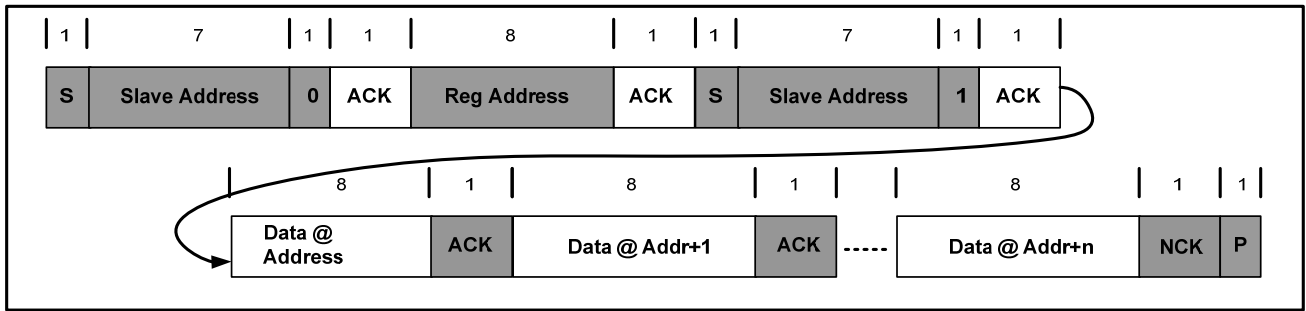 1 7 1 1 8 1 1 7 1 1
S Slave Address 0 ACK Reg Address ACK S Slave Address 1 ACK
8 1 8 1 8 1 1
Data @
Address
ACK Data @ Addr+1 ACK ----- Data @ Addr+n NCK P